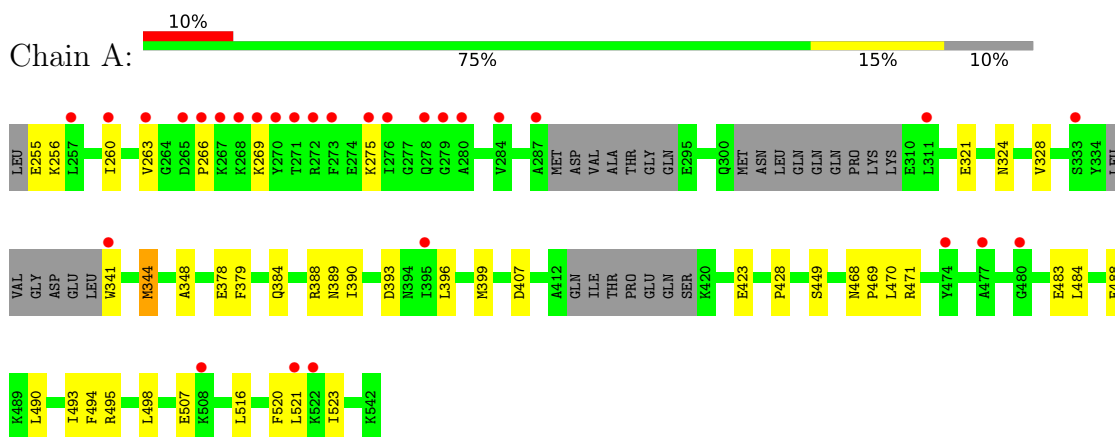 10%
Chain A:
75% 15% 10%
LEU E255 K256 L257 I260 V263 G264 D265 P266 K267 K268 K269 Y270 T271 R272 F273 E274 K275 I276 G277 Q278 G279 A280 V284 A287 MET ASP VAL ALA THR GLY GLN E295 Q300 MET ASN LEU GLN GLN GLN PRO LYS LYS E310 L311 E321 N324 V328 S333 Y334 LEU
VAL GLY ASP GLU LEU W341 M344 A348 E378 F379 Q384 R388 N389 I390 D393 N394 I395 L396 M399 D407 A412 GLN ILE THR PRO GLU GLN SER K420 E423 P428 S449 N468 P469 L470 R471 Y474 A477 G480 E483 L484 E488
K489 L490 I493 F494 R495 L498 E507 K508 L516 F520 L521 K522 I523 K542